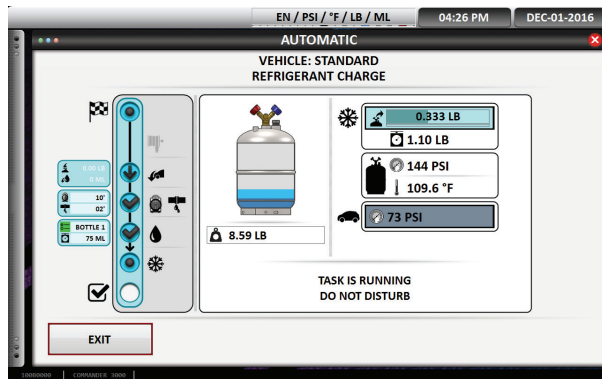 EN / PSI / °F / LB / ML
04:26 PM
DEC-01-2016
AUTOMATIC
VEHICLE: STANDARD
REFRIGERANT CHARGE
0.00 LB
0 ML
10'
02'
BOTTLE 1
75 ML
8.59 LB
0.333 LB
1.10 LB
144 PSI
109.6 °F
73 PSI
TASK IS RUNNING
DO NOT DISTURB
EXIT
10000000 | COMMANDER 3000 |